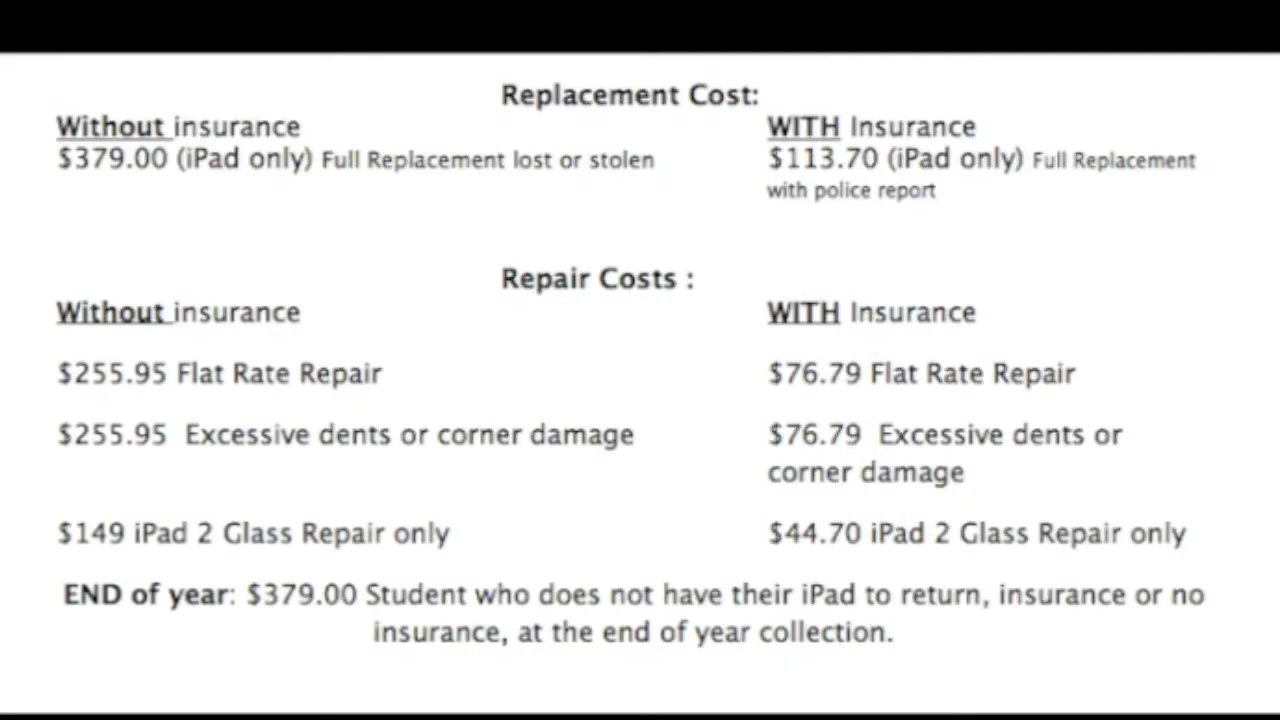 Replacement Cost:
Without insurance WITH Insurance
$379.00 (iPad only) Full Replacement lost or stolen $113.70 (iPad only) Full Replacement
with police report
Repair Costs :
Without insurance WITH Insurance
$255.95 Flat Rate Repair $76.79 Flat Rate Repair
$255.95 Excessive dents or corner damage $76.79 Excessive dents or
corner damage
$149 iPad 2 Glass Repair only $44.70 iPad 2 Glass Repair only
END of year: $379.00 Student who does not have their iPad to return, insurance or no
insurance, at the end of year collection.